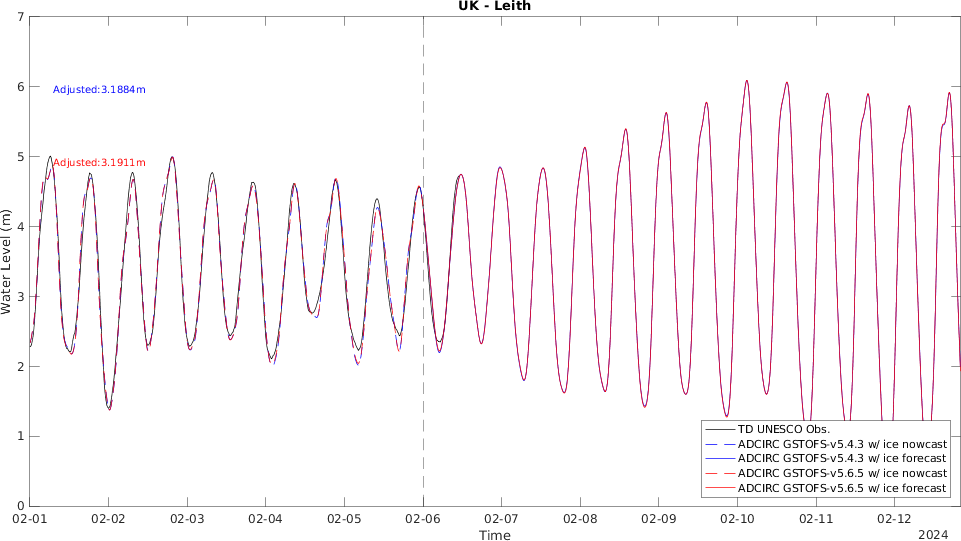 UK - Leith
7
6
5
4
3
2
1
0
Water Level (m)
Adjusted:3.1884m
Adjusted:3.1911m
TD UNESCO Obs.
ADCIRC GSTOFS-v5.4.3 w/ ice nowcast
ADCIRC GSTOFS-v5.4.3 w/ ice forecast
ADCIRC GSTOFS-v5.6.5 w/ ice nowcast
ADCIRC GSTOFS-v5.6.5 w/ ice forecast
02-01 02-02 02-03 02-04 02-05 02-06 02-07 02-08 02-09 02-10 02-11 02-12
Time
2024